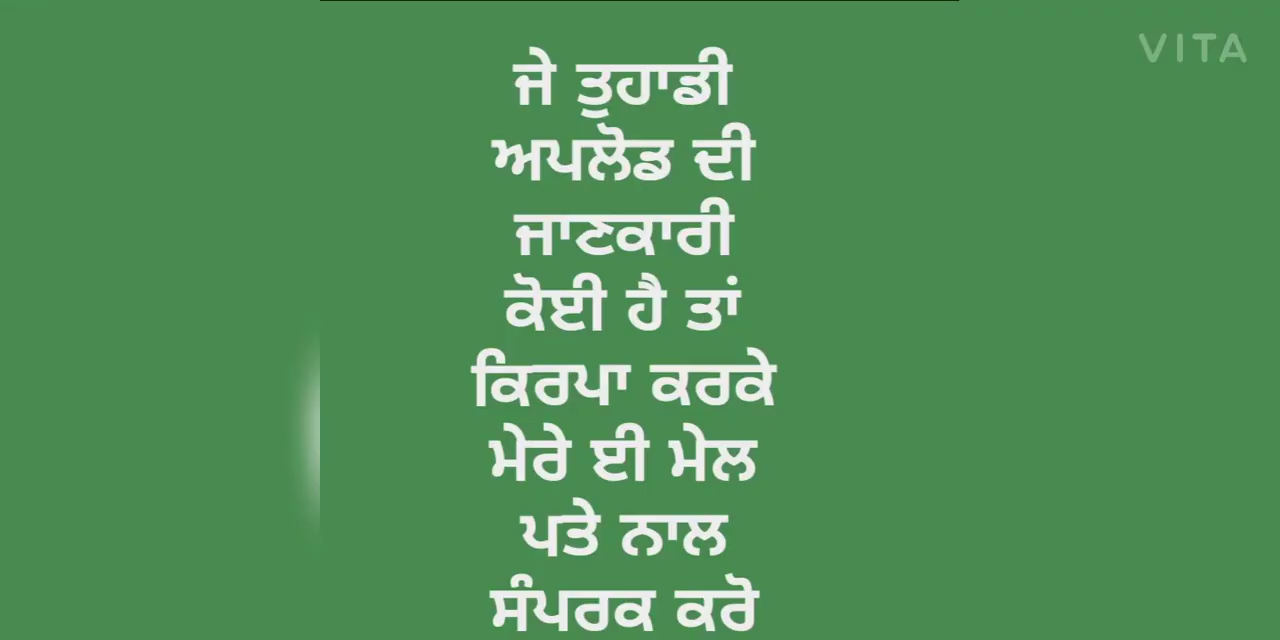 VITA
ਜੇ ਤੁਹਾਡੀ
ਅਪਲੋਡ ਦੀ
ਜਾਣਕਾਰੀ
ਕੋਈ ਹੈ ਤਾਂ
ਕਿਰਪਾ ਕਰਕੇ
ਮੇਰੇ ਈ ਮੇਲ
ਪਤੇ ਨਾਲ
ਸੰਪਰਕ ਕਰੋ